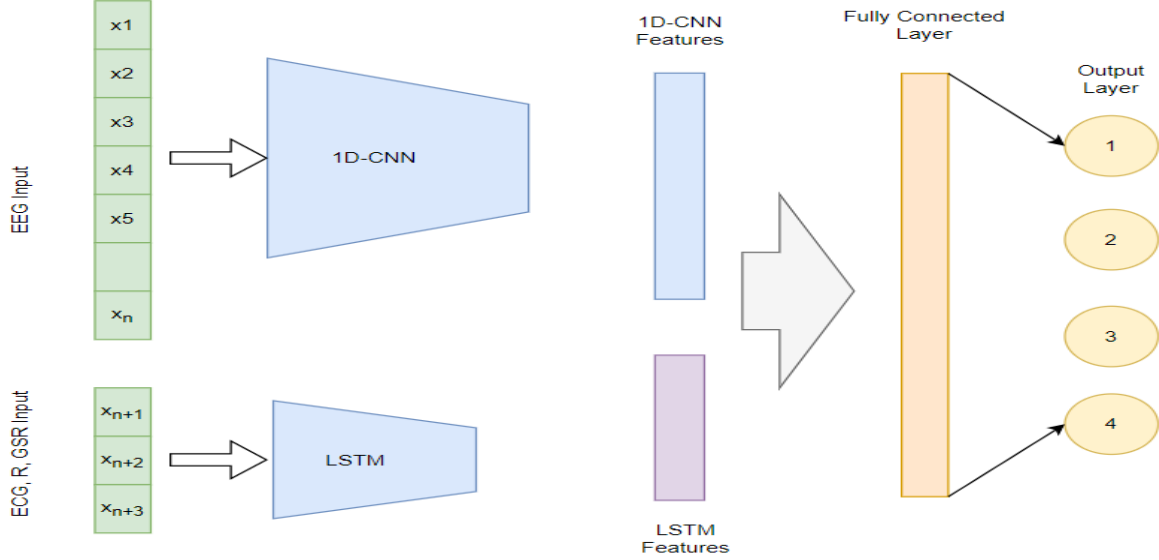 EEG Input
x1
x2
x3
x4
x5
xn
1D-CNN
ECG, R, GSR Input
xn+1
xn+2
xn+3
LSTM
1D-CNN
Features
LSTM
Features
Fully Connected
Layer
Output
Layer
1
2
3
4